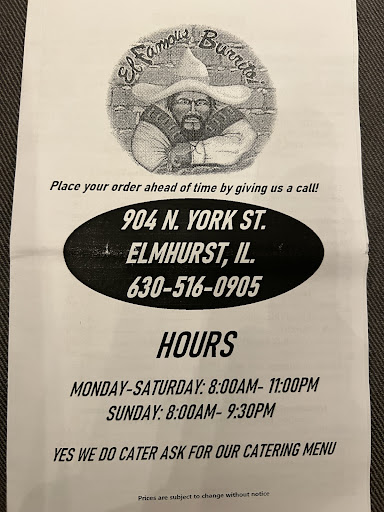 El Famous Burrito
Place your order ahead of time by giving us a call!
904 N. YORK ST.
ELMHURST, IL.
630-516-0905
HOURS
MONDAY-SATURDAY: 8:00AM- 11:00PM
SUNDAY: 8:00AM- 9:30PM
YES WE DO CATER ASK FOR OUR CATERING MENU
Prices are subject to change without notice